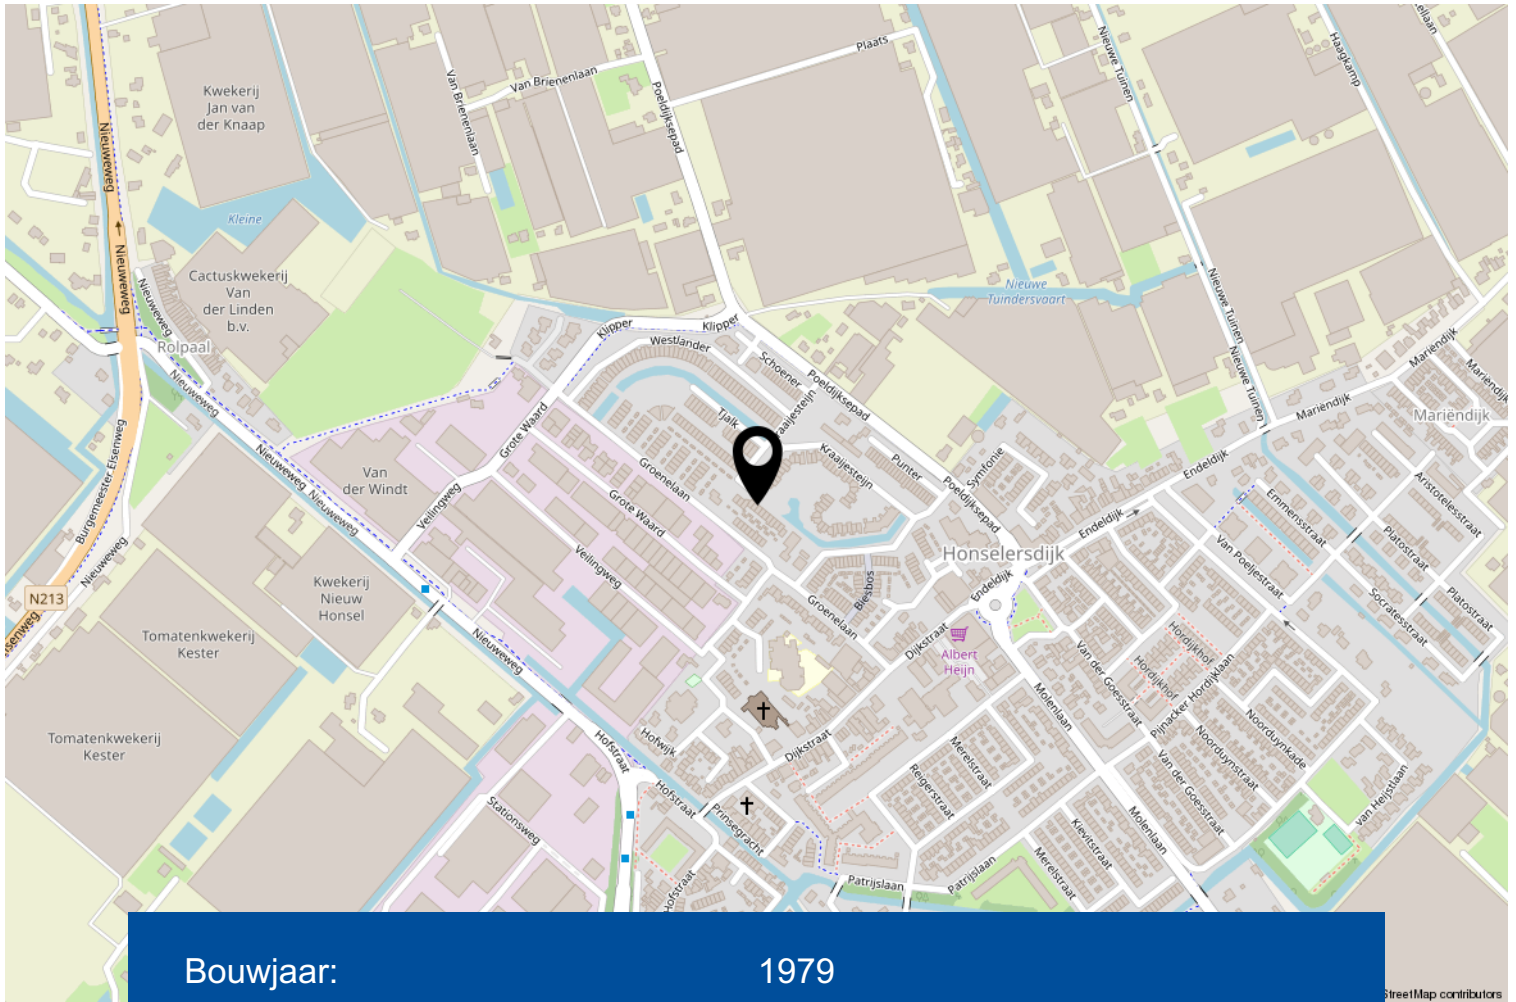 Kwekerij
Jan van
der Knaap
Nieuweweg
Nieuweweg
Nieuweweg
Kleine
Cactuskwekerij
Van
der Linden
b.v.
Rolpaal
Nieuweweg
Van Brienenlaan
Van Brienenlaan
Poeldijksepad
Plaats
Nieuwe Tuinen
Haagkamp
Nieuwe
Tuindersvaart
Nieuwe Tuinen
Nieuwe Tuinen
Klipper
Klipper
Westlander
Schoener
Poeldijksepad
Tjalk
Kraaijesteijn
Punter
Symfonie
Poeldijksepad
Mariëndijk
Mariëndijk
Mariëndijk
Endeldijk
Endeldijk
Endeldijk
Burgemeester Elsenweg
Nieuweweg
N213
Nieuweweg
Nieuweweg
Van
der Windt
Grote Waard
Veilingweg
Groenelaan
Grote Waard
Veilingweg
Groenelaan
Biesbos
Honselersdijk
Emmensstraat
Aristotelesstraat
Platostraat
Platostraat
Socratesstraat
Van Poeljestraat
Kwekerij
Nieuw
Honsel
Tomatenkwekerij
Kester
Tomatenkwekerij
Kester
Nieuweweg
Dijkstraat
Albert
Heijn
Hordijkhof
Hordijkhof
Van der Goesstraat
Pijnacker Hordijklaan
Molenlaan
Noorduynkade
Noorduynstraat
Van der Goesstraat
van Heijstlaan
Hofwijk
Hofstraat
Dijkstraat
Merelstraat
Reigerstraat
Hofstraat
Prinsegracht
Stationsweg
Hofstraat
Patrijslaan
Patrijslaan
Kievitstraat
Merelstraat
Molenlaan
Bouwjaar: 1979
StreetMap contributors